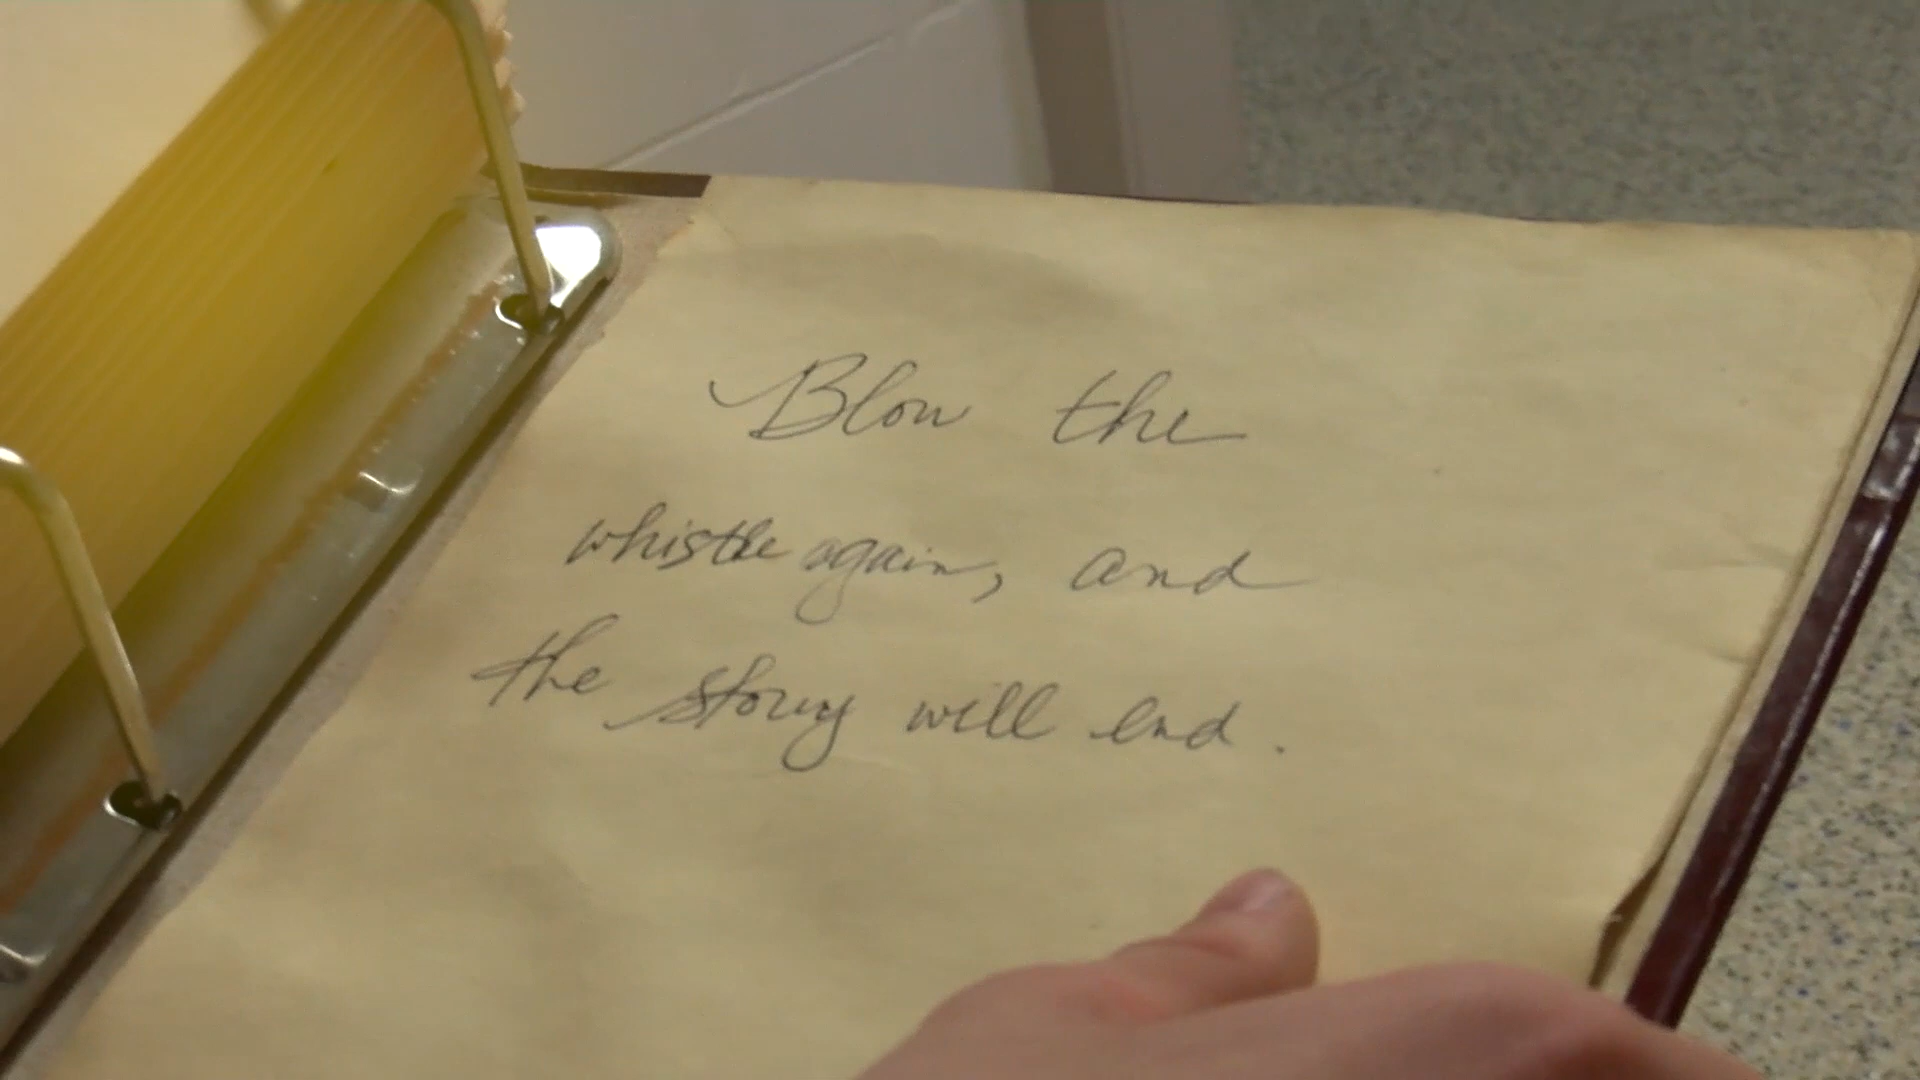 Blow the
whistle again, and
the story will end.